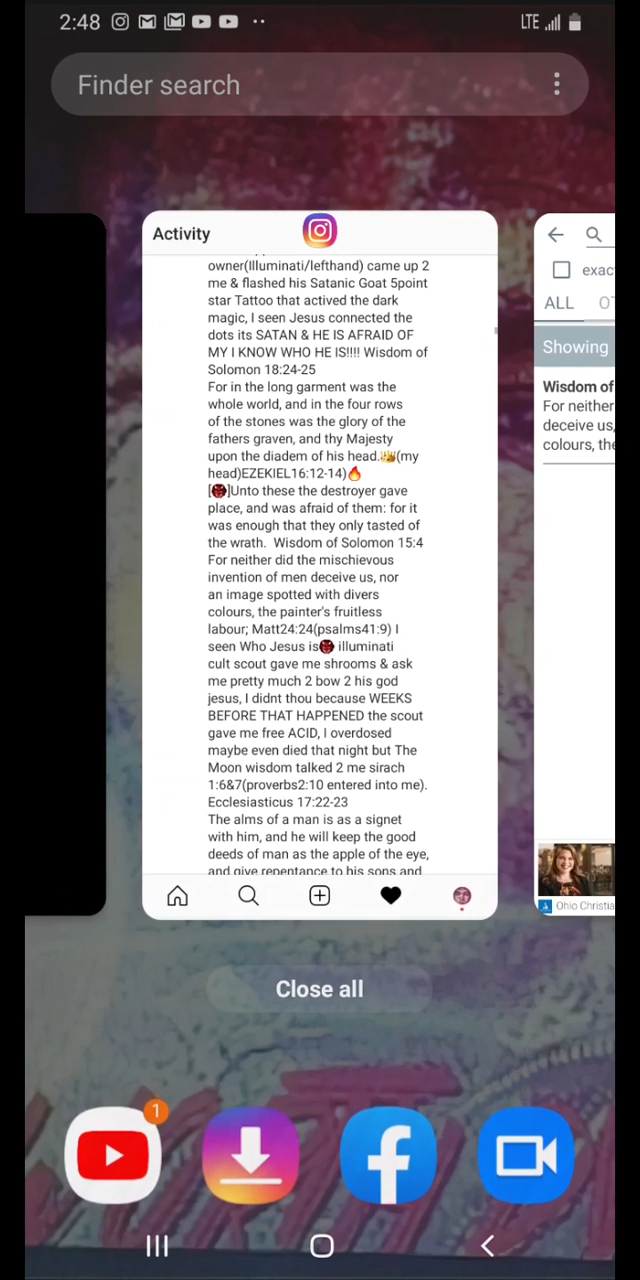 2:48
LTE
Finder search
Activity
owner(Illuminati/lefthand) came up 2
me & flashed his Satanic Goat 5point
star Tattoo that actived the dark
magic, I seen Jesus connected the
dots its SATAN & HE IS AFRAID OF
MY I KNOW WHO HE IS!!!! Wisdom of
Solomon 18:24-25
For in the long garment was the
whole world, and in the four rows
of the stones was the glory of the
fathers graven, and thy Majesty
upon the diadem of his head.👑(my
head)EZEKIEL16:12-14)🔥
[👹]Unto these the destroyer gave
place, and was afraid of them: for it
was enough that they only tasted of
the wrath.  Wisdom of Solomon 15:4
For neither did the mischievous
invention of men deceive us, nor
an image spotted with divers
colours, the painter's fruitless
labour; Matt24:24(psalms41:9) I
seen Who Jesus is👹 illuminati
cult scout gave me shrooms & ask
me pretty much 2 bow 2 his god
jesus, I didnt thou because WEEKS
BEFORE THAT HAPPENED the scout
gave me free ACID, I overdosed
maybe even died that night but The
Moon wisdom talked 2 me sirach
1:6&7(proverbs2:10 entered into me).
Ecclesiasticus 17:22-23
The alms of a man is as a signet
with him, and he will keep the good
deeds of man as the apple of the eye,
and give repentance to his sons and
exac
ALL OT
Showing
Wisdom of
For neither
deceive us,
colours, the
Ohio Christia
Close all
1